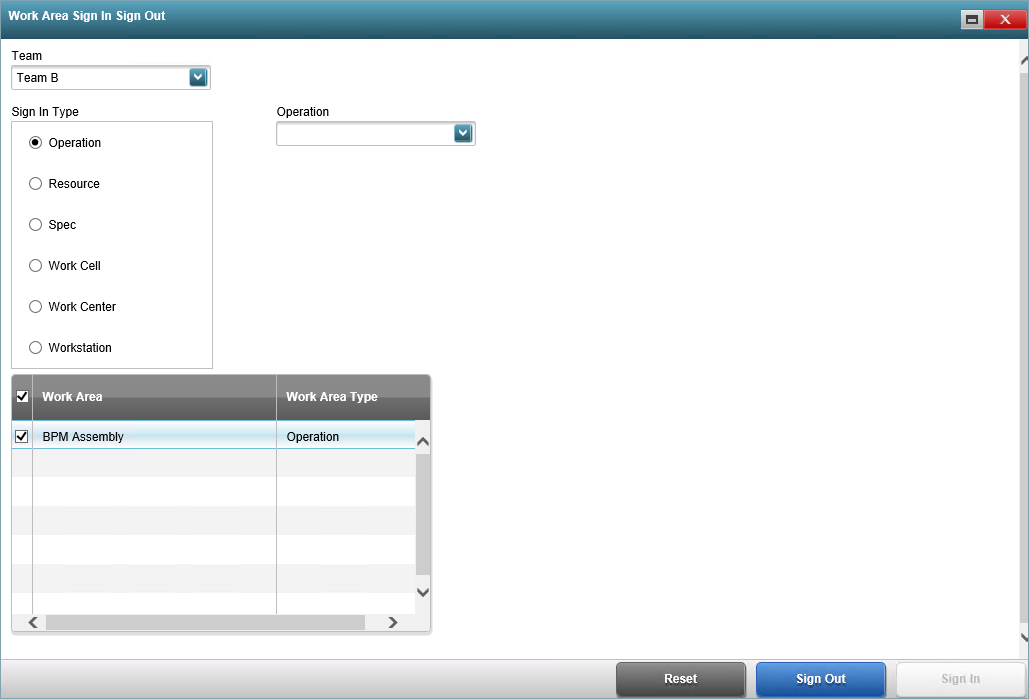 Work Area Sign In Sign Out
X
Team
Team B
Sign In Type
Operation
Operation
Resource
Spec
Work Cell
Work Center
Workstation
Work Area Work Area Type
BPM Assembly Operation
Reset Sign Out Sign In